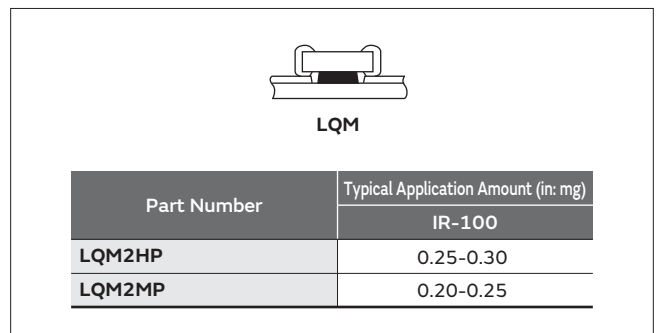 LQM
Part Number
Typical Application Amount (in: mg)
IR-100
LQM2HP 0.25-0.30
LQM2MP 0.20-0.25